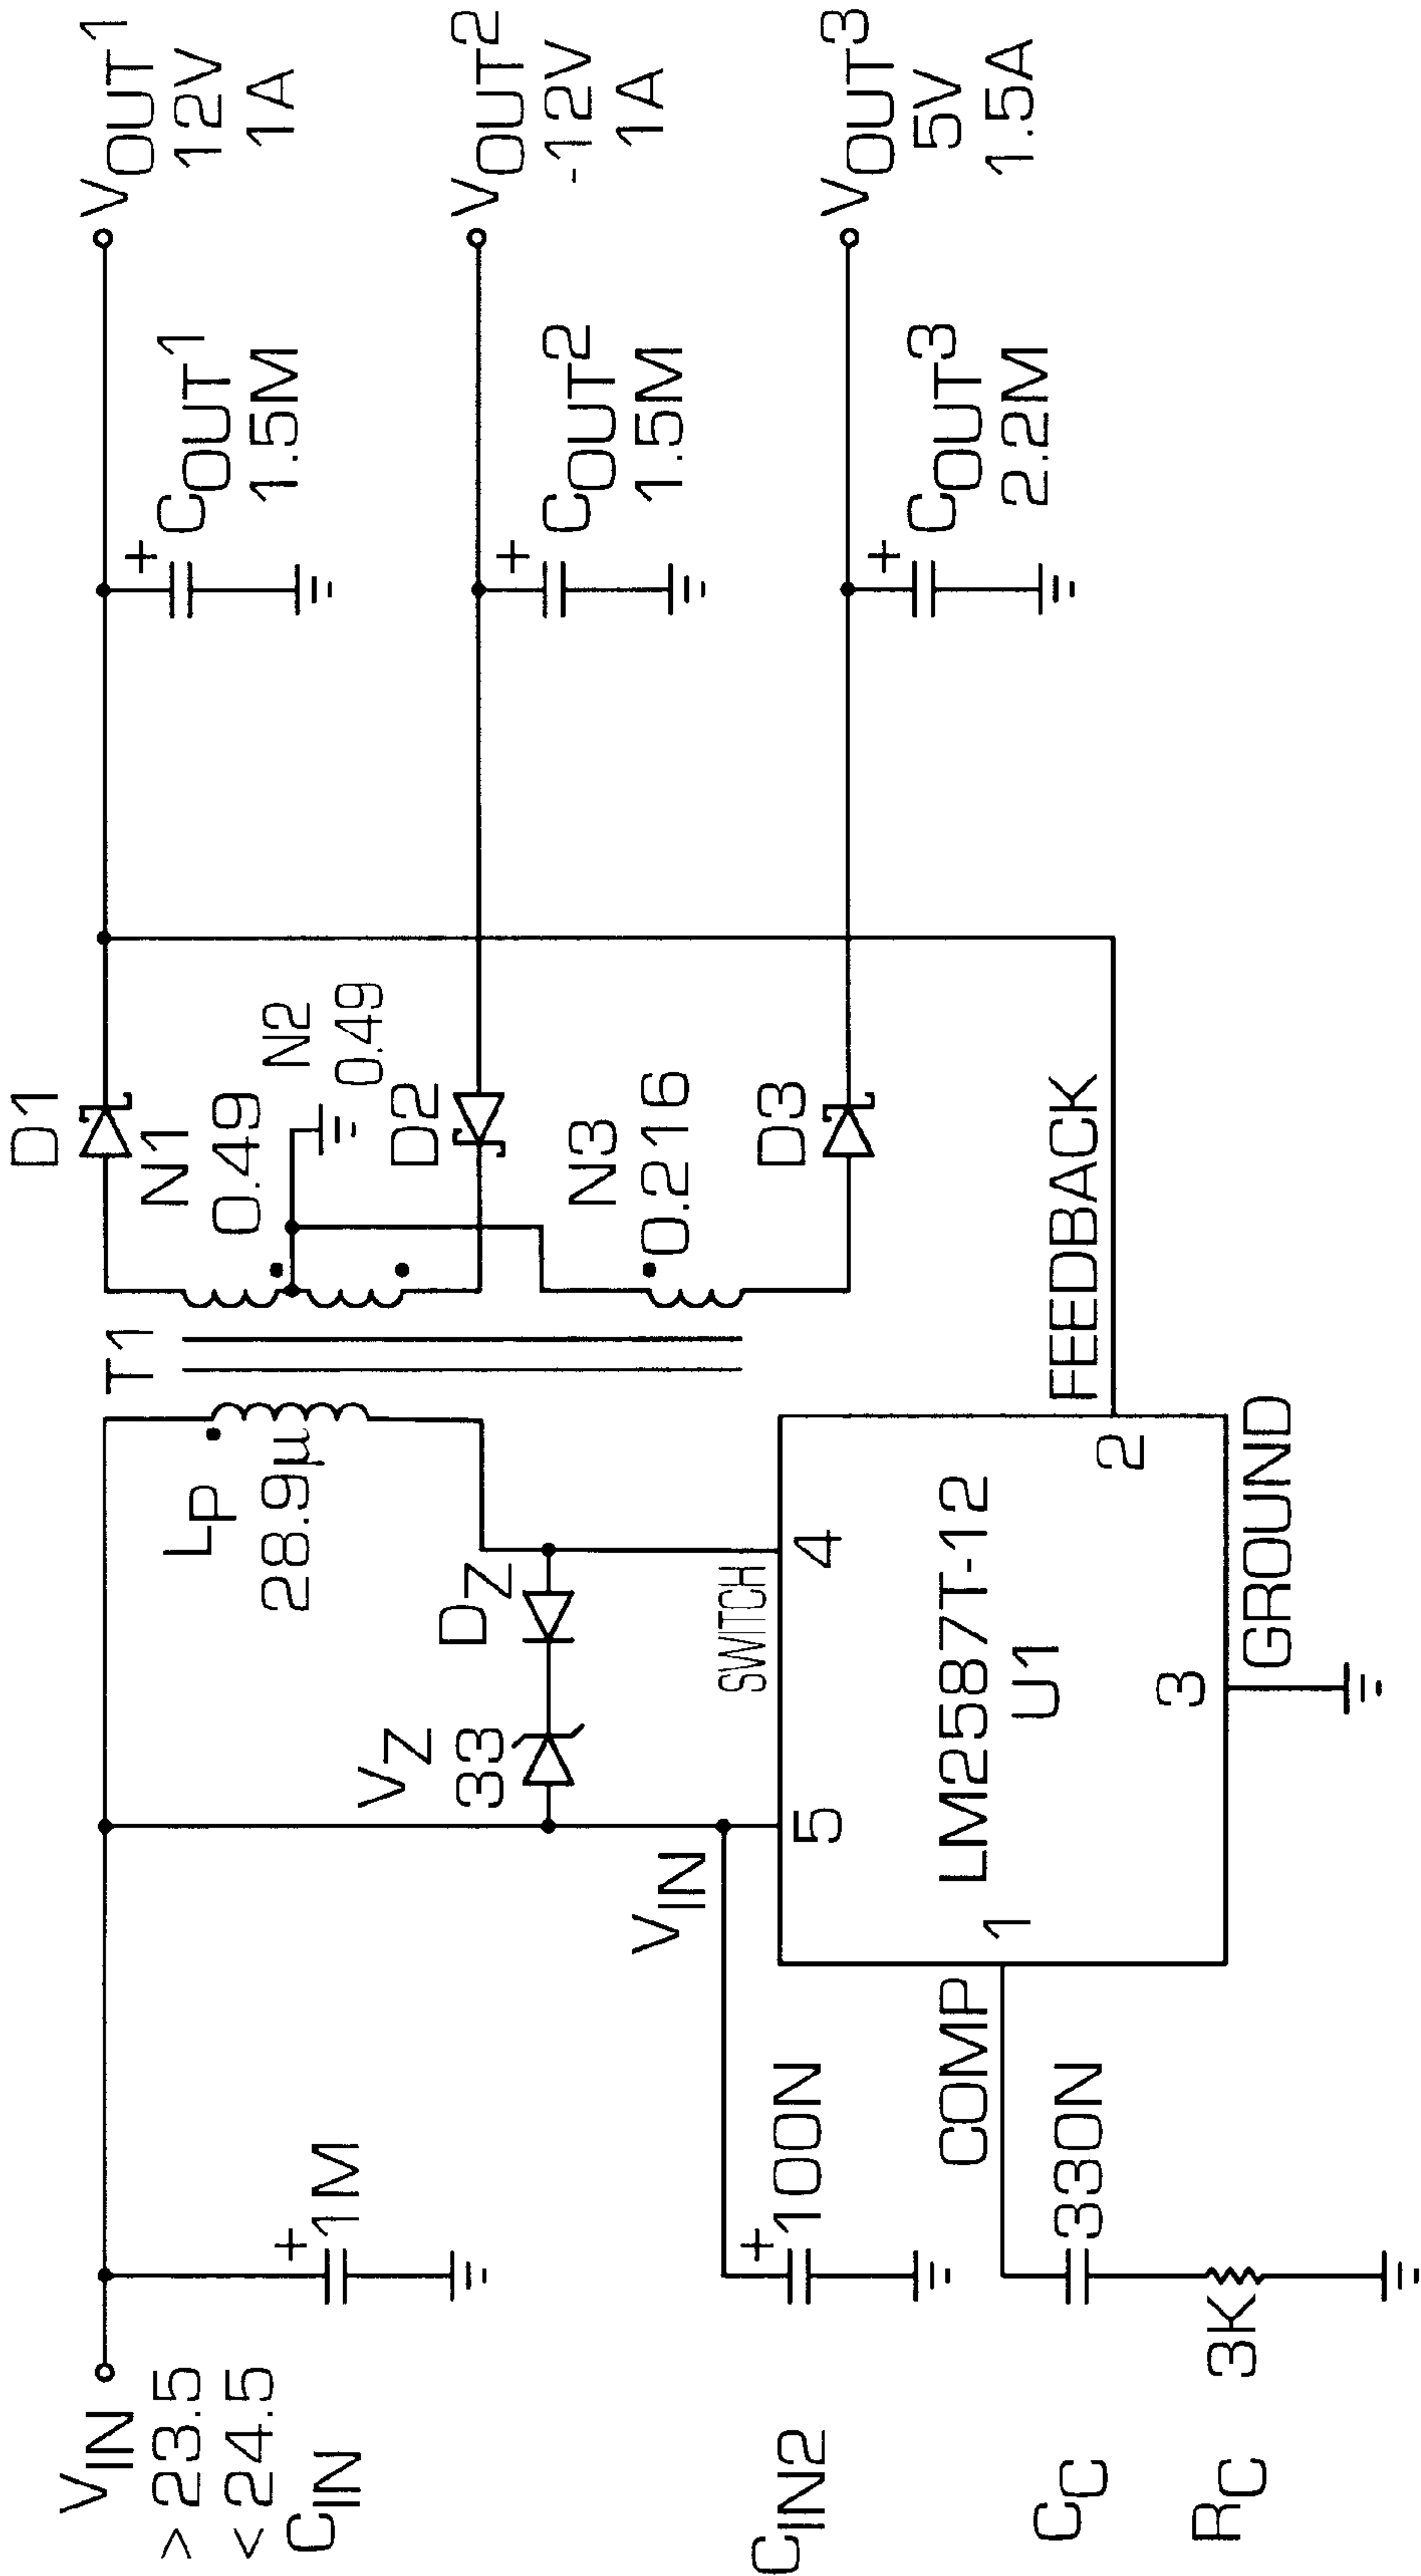 VIN
>23.5
<24.5
CIN
1M
+
CIN2
100N
+
CC
330N
RC
3K
COMP
VIN
VZ
33
DZ
SWITCH
LP
28.9μ
T1
1
5
4
LM2587T-12
U1
3
2
GROUND
FEEDBACK
D1
N1
0.49
N2
0.49
D2
N3
0.216
D3
+
COUT1
1.5M
+
COUT2
1.5M
+
COUT3
2.2M
VOUT1
12V
1A
VOUT2
-12V
1A
VOUT3
5V
1.5A